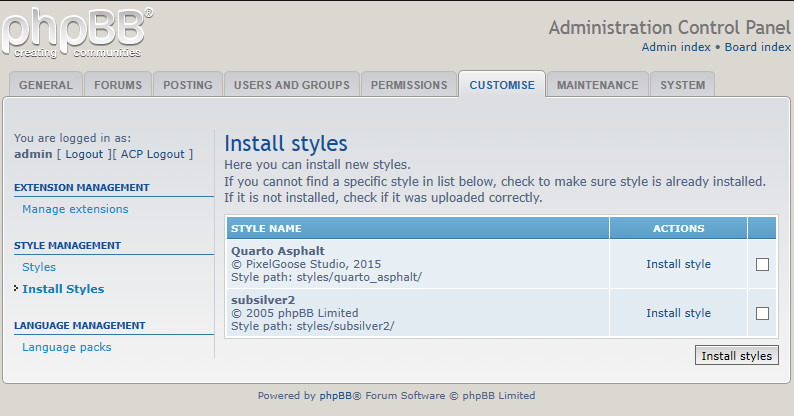 phpBB®
creating communities
Administration Control Panel
Admin index • Board index
GENERAL FORUMS POSTING USERS AND GROUPS PERMISSIONS CUSTOMISE MAINTENANCE SYSTEM
You are logged in as:
admin [ Logout ][ ACP Logout ]
EXTENSION MANAGEMENT
Manage extensions
STYLE MANAGEMENT
Styles
Install Styles
LANGUAGE MANAGEMENT
Language packs
Install styles
Here you can install new styles.
If you cannot find a specific style in list below, check to make sure style is already installed.
If it is not installed, check if it was uploaded correctly.
STYLE NAME ACTIONS
Quarto Asphalt
© PixelGoose Studio, 2015
Style path: styles/quarto_asphalt/
Install style
subsilver2
© 2005 phpBB Limited
Style path: styles/subsilver2/
Install style
Install styles
Powered by phpBB® Forum Software © phpBB Limited